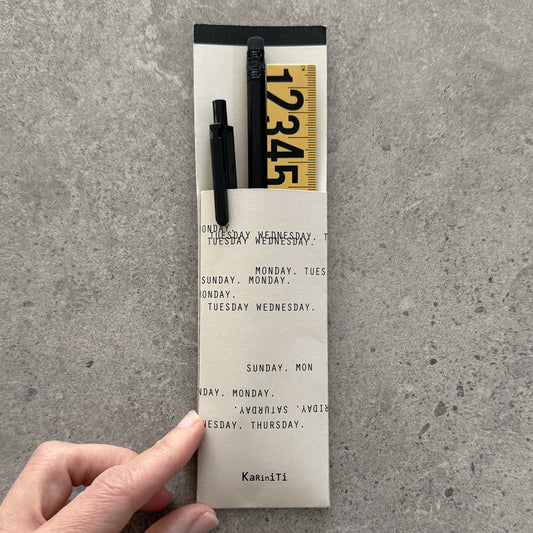 12345
ONDAY.
TUESDAY WEDNESDAY. T
TUESDAY WEDNESDAY.
MONDAY. TUES
SUNDAY. MONDAY.
ONDAY.
TUESDAY WEDNESDAY.
SUNDAY. MON
NDAY. MONDAY.
RIDAY. SATURDAY.
NESDAY. THURSDAY.
KaRiniTi